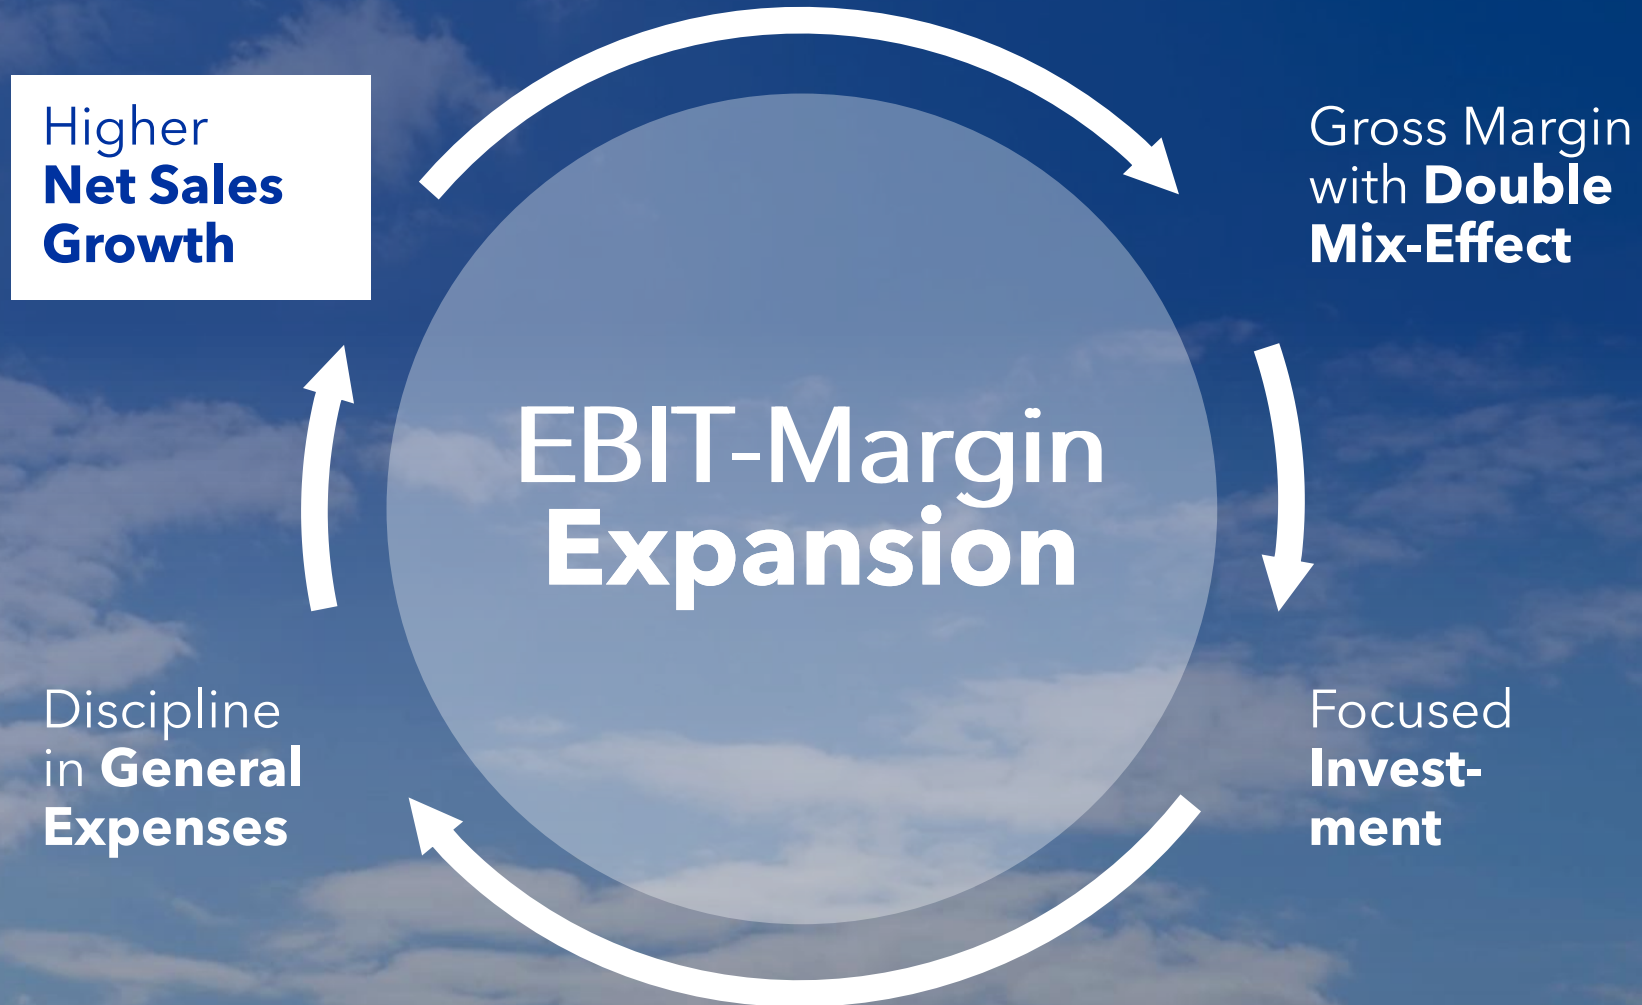 Higher
Net Sales
Growth
Gross Margin
with Double
Mix-Effect
EBIT-Margin
Expansion
Discipline
in General
Expenses
Focused
Invest-
ment